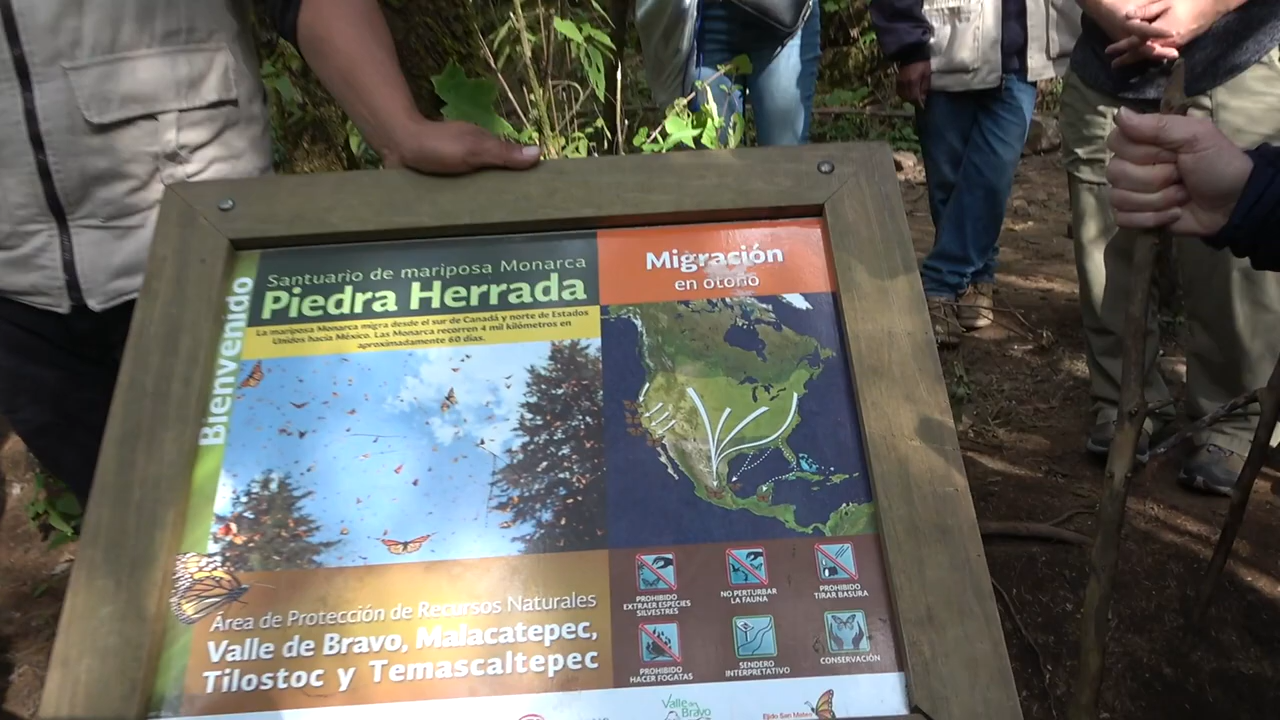 Bienvenido
Santuario de mariposa Monarca
Piedra Herrada
La mariposa Monarca migra desde el sur de Canadá y norte de Estados
Unidos hacia México. Las Monarca recorren 4 mil kilómetros en
aproximadamente 60 días.
Migración
en otoño
Área de Protección de Recursos Naturales
Valle de Bravo, Malacatepec,
Tilostoc y Temascaltepec
PROHIBIDO
EXTRAER ESPECIES
SILVESTRES
NO PERTURBAR
LA FAUNA
PROHIBIDO
TIRAR BASURA
PROHIBIDO
HACER FOGATAS
SENDERO
INTERPRETATIVO
CONSERVACIÓN
Valle de
Bravo
Ejido San Mateo